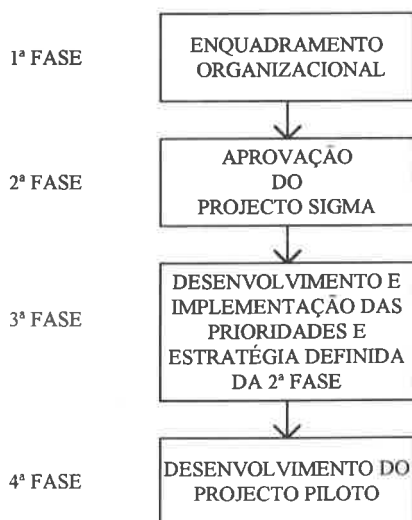 1ª FASE
ENQUADRAMENTO
ORGANIZACIONAL
2ª FASE
APROVAÇÃO
DO
PROJECTO SIGMA
3ª FASE
DESENVOLVIMENTO E
IMPLEMENTAÇÃO DAS
PRIORIDADES E
ESTRATÉGIA DEFINIDA
DA 2ª FASE
4ª FASE
DESENVOLVIMENTO DO
PROJECTO PILOTO